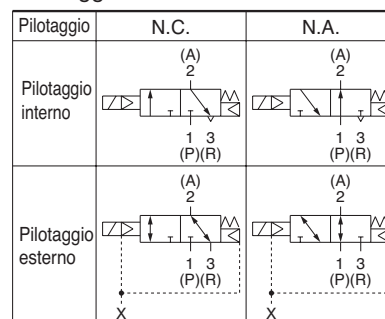 Pilotaggio N.C. N.A.
Pilotaggio
interno
(A)
2
1 3
(P)(R)
(A)
2
1 3
(P)(R)
Pilotaggio
esterno
(A)
2
1 3
(P)(R)
X
(A)
2
1 3
(P)(R)
X